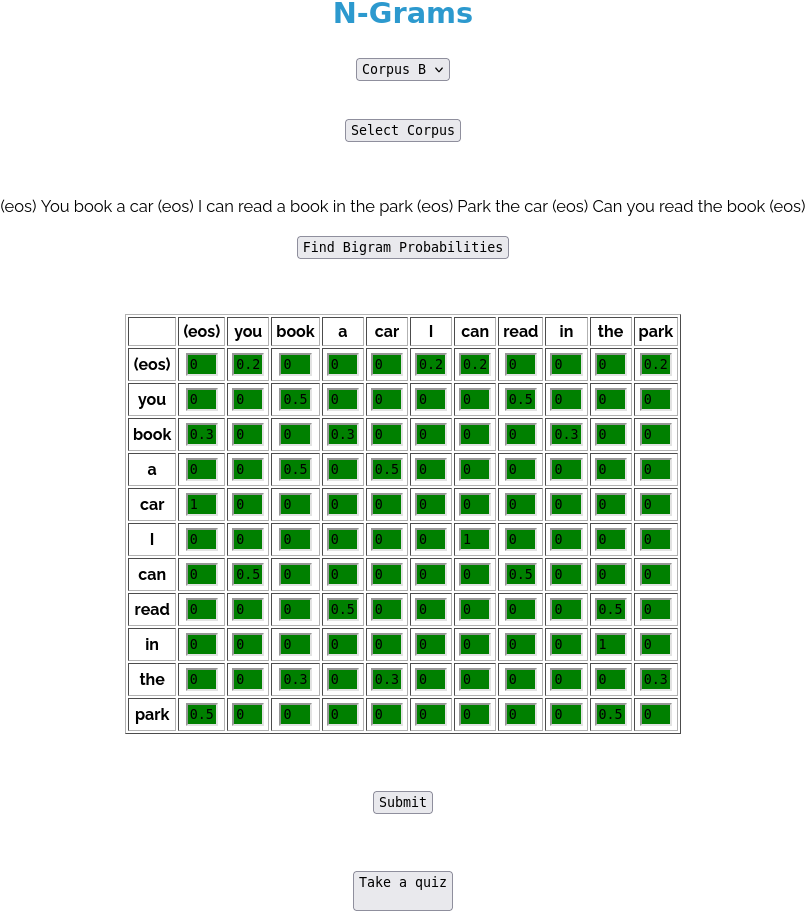 N-Grams
Corpus B
Select Corpus
(eos) You book a car (eos) I can read a book in the park (eos) Park the car (eos) Can you read the book (eos)
Find Bigram Probabilities
(eos) you book a car I can read in the park
(eos) 0 0.2 0 0 0 0.2 0.2 0 0 0 0.2
you 0 0 0.5 0 0 0 0 0.5 0 0 0
book 0.3 0 0 0.3 0 0 0 0 0.3 0 0
a 0 0 0.5 0 0.5 0 0 0 0 0 0
car 1 0 0 0 0 0 0 0 0 0 0
I 0 0 0 0 0 0 1 0 0 0 0
can 0 0.5 0 0 0 0 0 0.5 0 0 0
read 0 0 0 0.5 0 0 0 0 0 0.5 0
in 0 0 0 0 0 0 0 0 0 1 0
the 0 0 0.3 0 0.3 0 0 0 0 0 0.3
park 0.5 0 0 0 0 0 0 0 0 0.5 0
Submit
Take a quiz